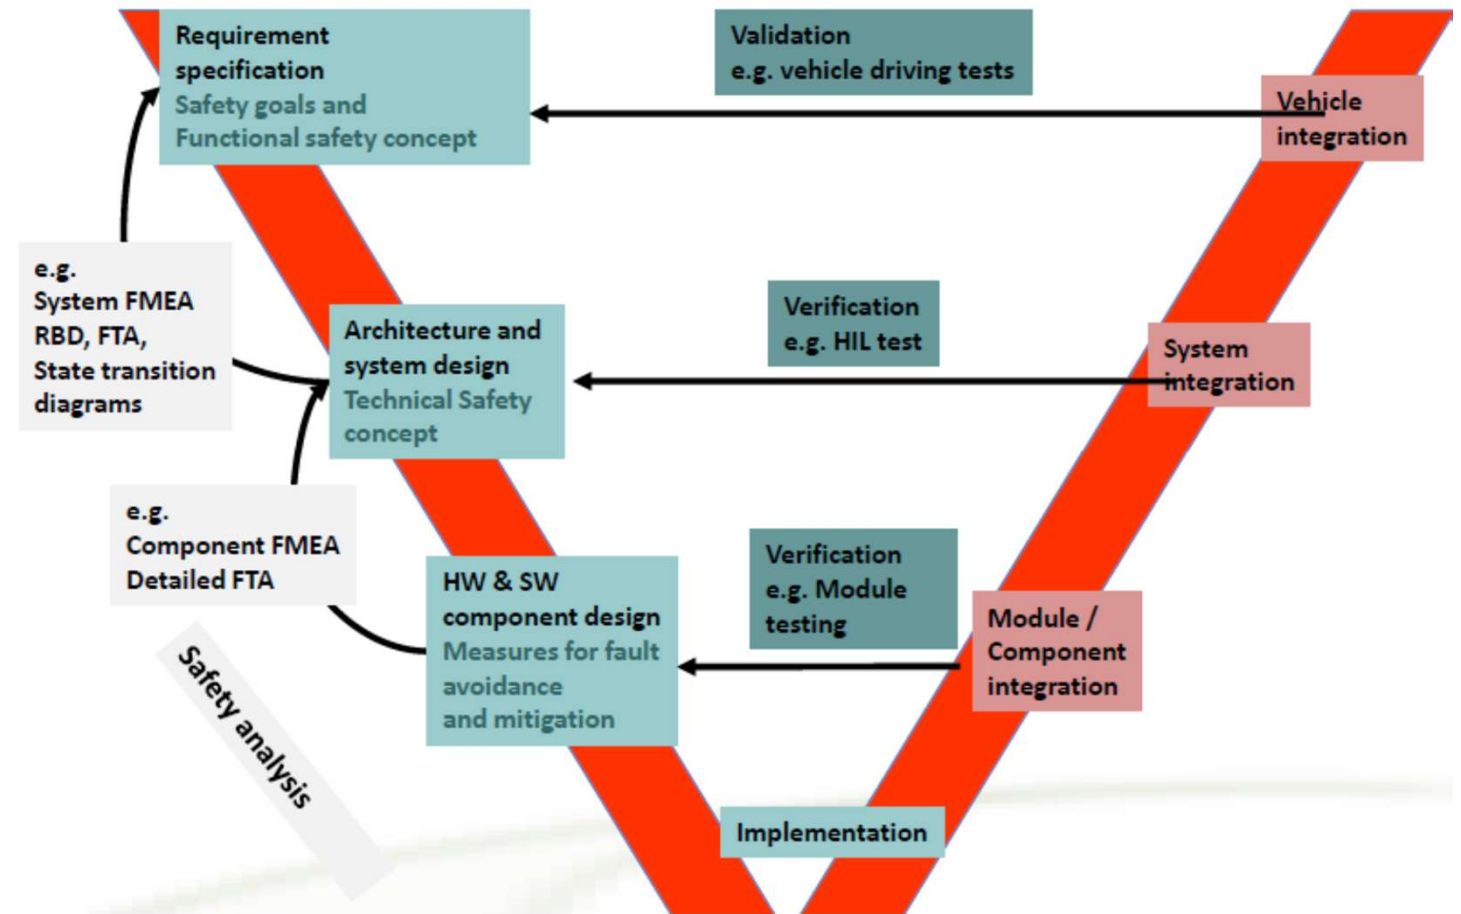 Requirement
specification
Safety goals and
Functional safety concept
Validation
e.g. vehicle driving tests
Vehicle
integration
e.g.
System FMEA
RBD, FTA,
State transition
diagrams
Architecture and
system design
Technical Safety
concept
Verification
e.g. HIL test
System
integration
e.g.
Component FMEA
Detailed FTA
HW & SW
component design
Measures for fault
avoidance
and mitigation
Verification
e.g. Module
testing
Module /
Component
integration
Safety analysis
Implementation